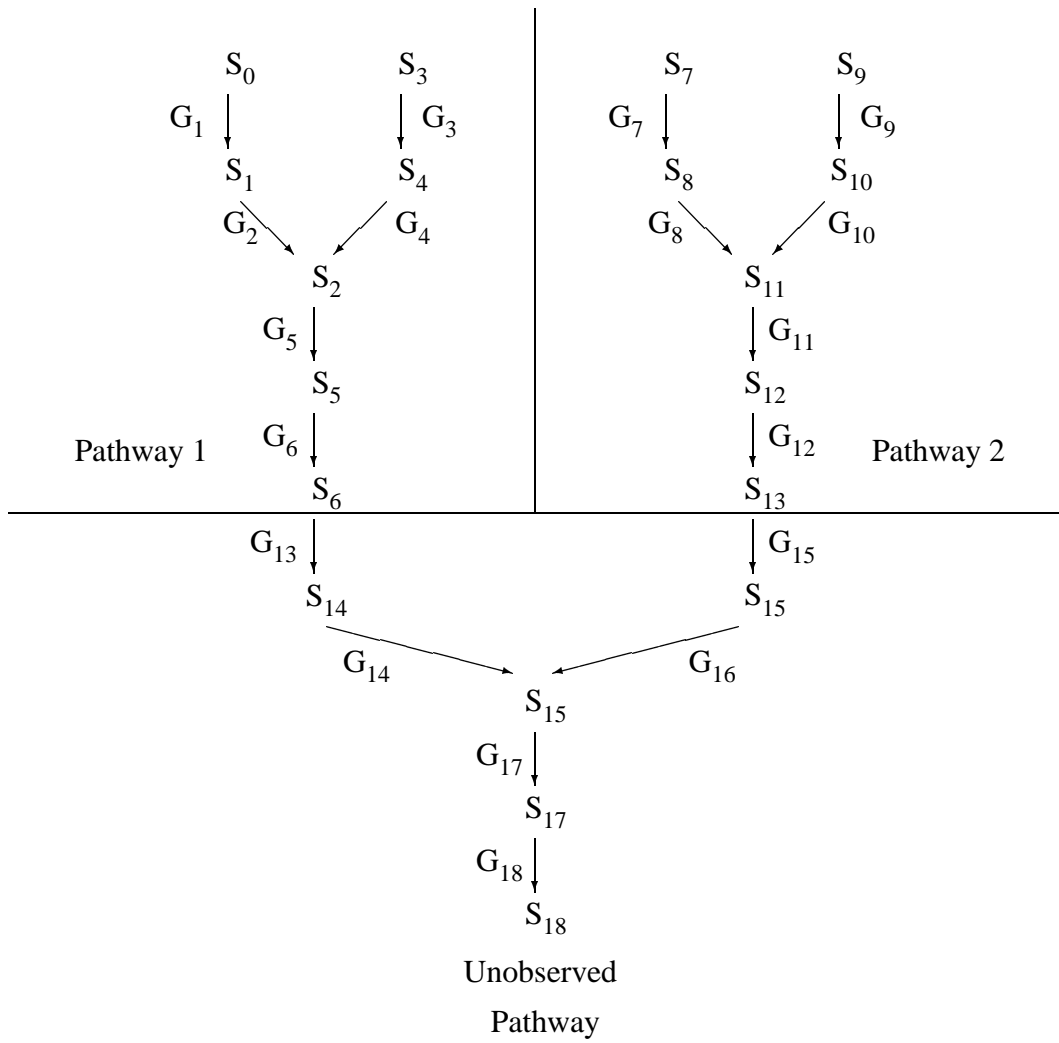 S0 S3 S7 S9
G1 G3 G7 G9
S1 S4 S8 S10
G2 G4 G8 G10
S2 S11
G5 G11
S5 S12
G6 G12
Pathway 1 Pathway 2
S6 S13
G13 G15
S14 S15
G14 G16
S15
G17
S17
G18
S18
Unobserved
Pathway